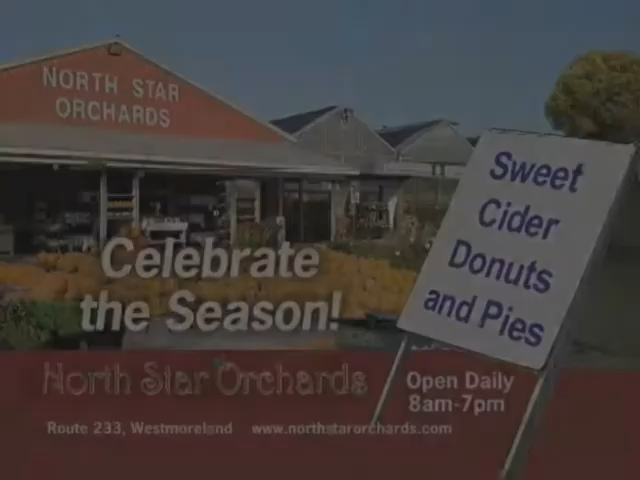 NORTH STAR
ORCHARDS
Sweet
Cider
Donuts
and Pies
Celebrate
the Season!
North Star Orchards
Open Daily
8am-7pm
Route 233, Westmoreland www.northstarorchards.com